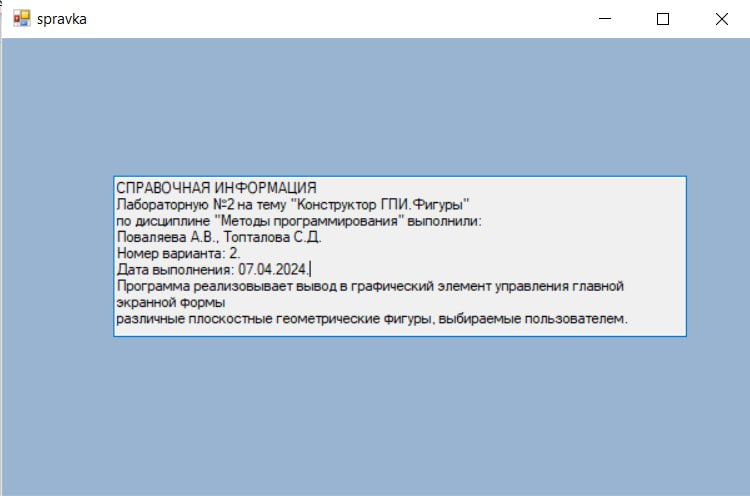 spravka
СПРАВОЧНАЯ ИНФОРМАЦИЯ
Лабораторную №2 на тему "Конструктор ГПИ.Фигуры"
по дисциплине "Методы программирования" выполнили:
Поваляева А.В., Топталова С.Д.
Номер варианта: 2.
Дата выполнения: 07.04.2024.
Программа реализовывает вывод в графический элемент управления главной
экранной формы
различные плоскостные геометрические фигуры, выбираемые пользователем.